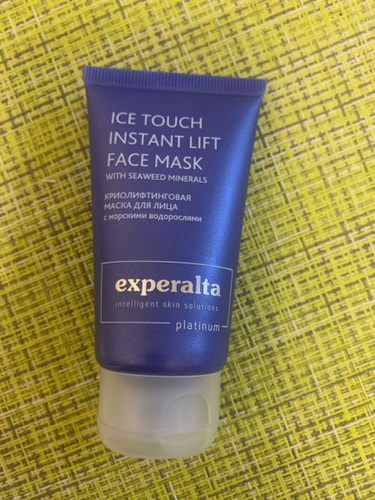 ICE TOUCH
INSTANT LIFT
FACE MASK
WITH SEAWEED MINERALS
КРИОЛИФТИНГОВАЯ
МАСКА ДЛЯ ЛИЦА
с морскими водорослями
experalta
intelligent skin solutions
platinum